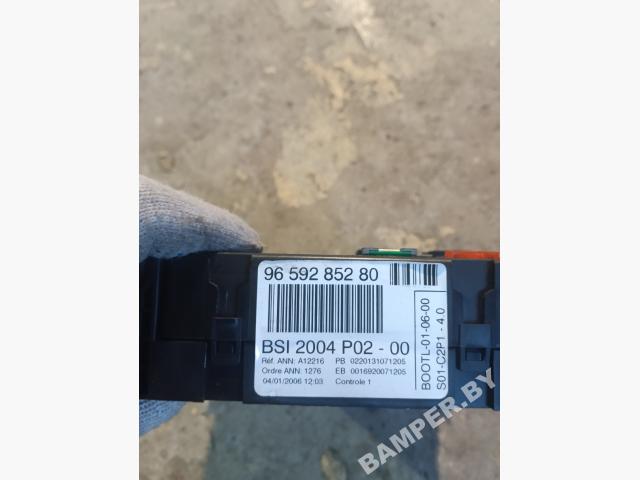 96 592 852 80
BSI 2004 P02 - 00
Réf. ANN: A12216 PB 0220131071205
Ordre ANN: 1276 EB 0016920071205
04/01/2006 12:03 Controle 1
BOOTL-01-06-00
S01-C2P1 - 4 0
BAMPER.BY